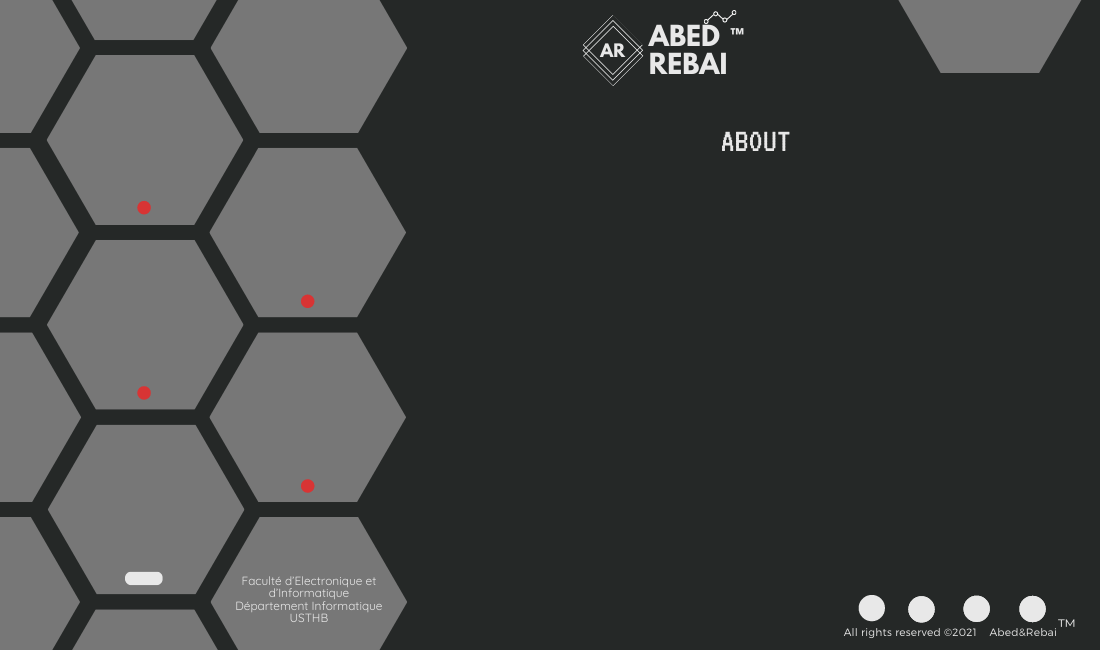 AR
ABED ™
REBAI
ABOUT
Faculté d'Electronique et
d'Informatique
Département Informatique
USTHB
All rights reserved ©2021 Abed&Rebai ™